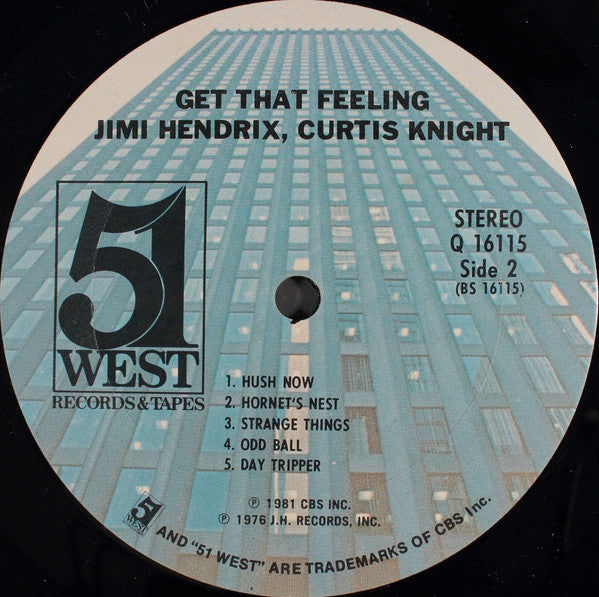 GET THAT FEELING
JIMI HENDRIX, CURTIS KNIGHT
51
WEST
RECORDS & TAPES
STEREO
Q 16115
Side 2
(BS 16115)
1. HUSH NOW
2. HORNET'S NEST
3. STRANGE THINGS
4. ODD BALL
5. DAY TRIPPER
℗ 1981 CBS INC.
℗ 1976 J.H. RECORDS, INC.
51 WEST AND "51 WEST" ARE TRADEMARKS OF CBS Inc.